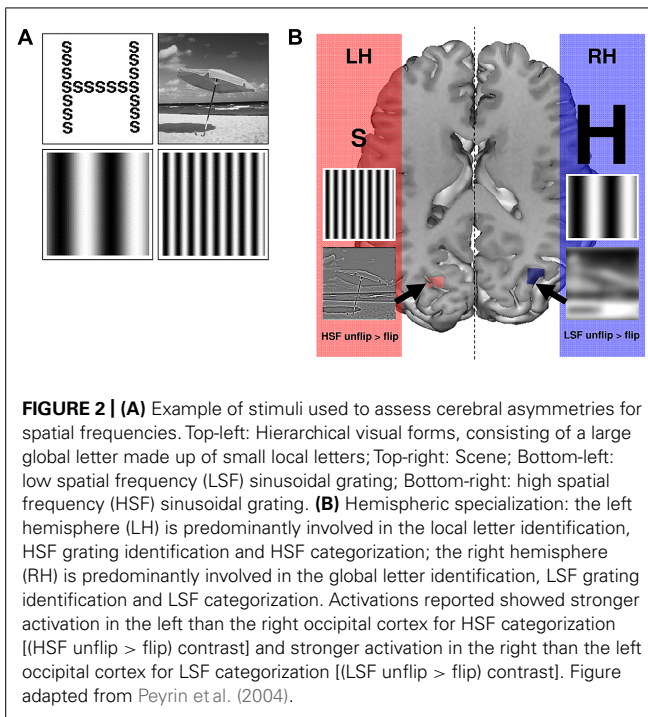 A
S S
S S
S S
SSSSSSS
S S
S S
S S
S S
B
LH
RH
S
H
HSF unflip > flip
LSF unflip > flip
FIGURE 2 | (A) Example of stimuli used to assess cerebral asymmetries for
spatial frequencies. Top-left: Hierarchical visual forms, consisting of a large
global letter made up of small local letters; Top-right: Scene; Bottom-left:
low spatial frequency (LSF) sinusoidal grating; Bottom-right: high spatial
frequency (HSF) sinusoidal grating. (B) Hemispheric specialization: the left
hemisphere (LH) is predominantly involved in the local letter identification,
HSF grating identification and HSF categorization; the right hemisphere
(RH) is predominantly involved in the global letter identification, LSF grating
identification and LSF categorization. Activations reported showed stronger
activation in the left than the right occipital cortex for HSF categorization
[(HSF unflip > flip) contrast] and stronger activation in the right than the left
occipital cortex for LSF categorization [(LSF unflip > flip) contrast]. Figure
adapted from Peyrin et al. (2004).